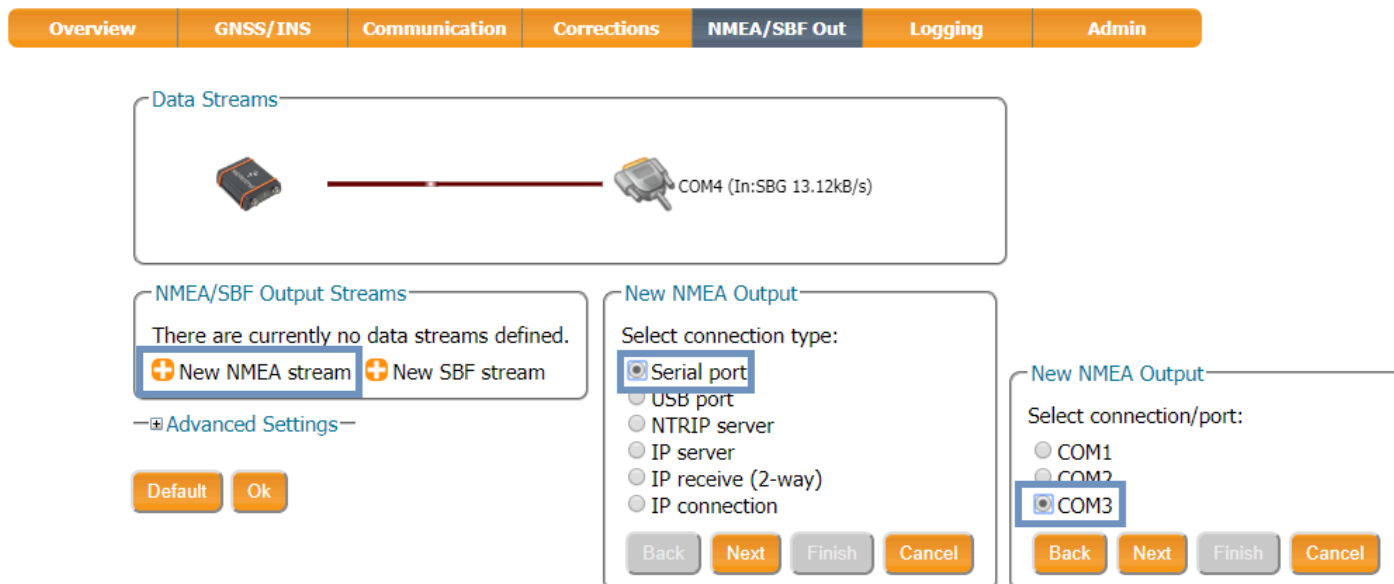 Overview GNSS/INS Communication Corrections NMEA/SBF Out Logging Admin
Data Streams
COM4 (In:SBG 13.12kB/s)
NMEA/SBF Output Streams
There are currently no data streams defined.
New NMEA stream New SBF stream
Advanced Settings
Default Ok
New NMEA Output
Select connection type:
Serial port
USB port
NTRIP server
IP server
IP receive (2-way)
IP connection
Back Next Finish Cancel
New NMEA Output
Select connection/port:
COM1
COM2
COM3
Back Next Finish Cancel